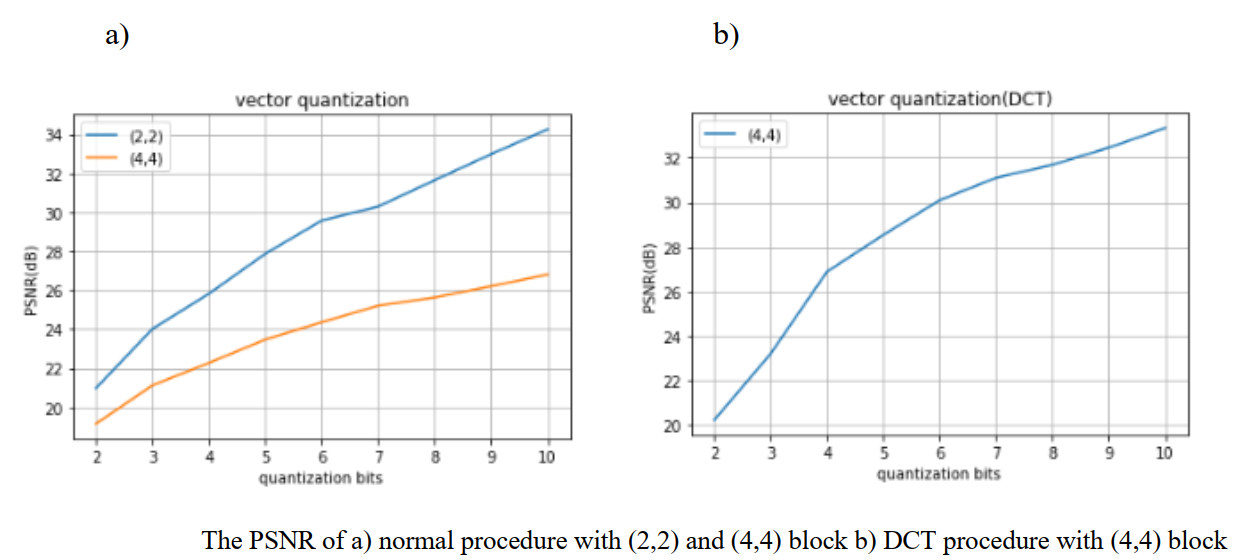 a)
b)
vector quantization
(2,2)
(4,4)
PSNR(dB)
34
32
30
28
26
24
22
20
2 3 4 5 6 7 8 9 10
quantization bits
vector quantization(DCT)
(4,4)
PSNR(dB)
32
30
28
26
24
22
20
2 3 4 5 6 7 8 9 10
quantization bits
The PSNR of a) normal procedure with (2,2) and (4,4) block b) DCT procedure with (4,4) block